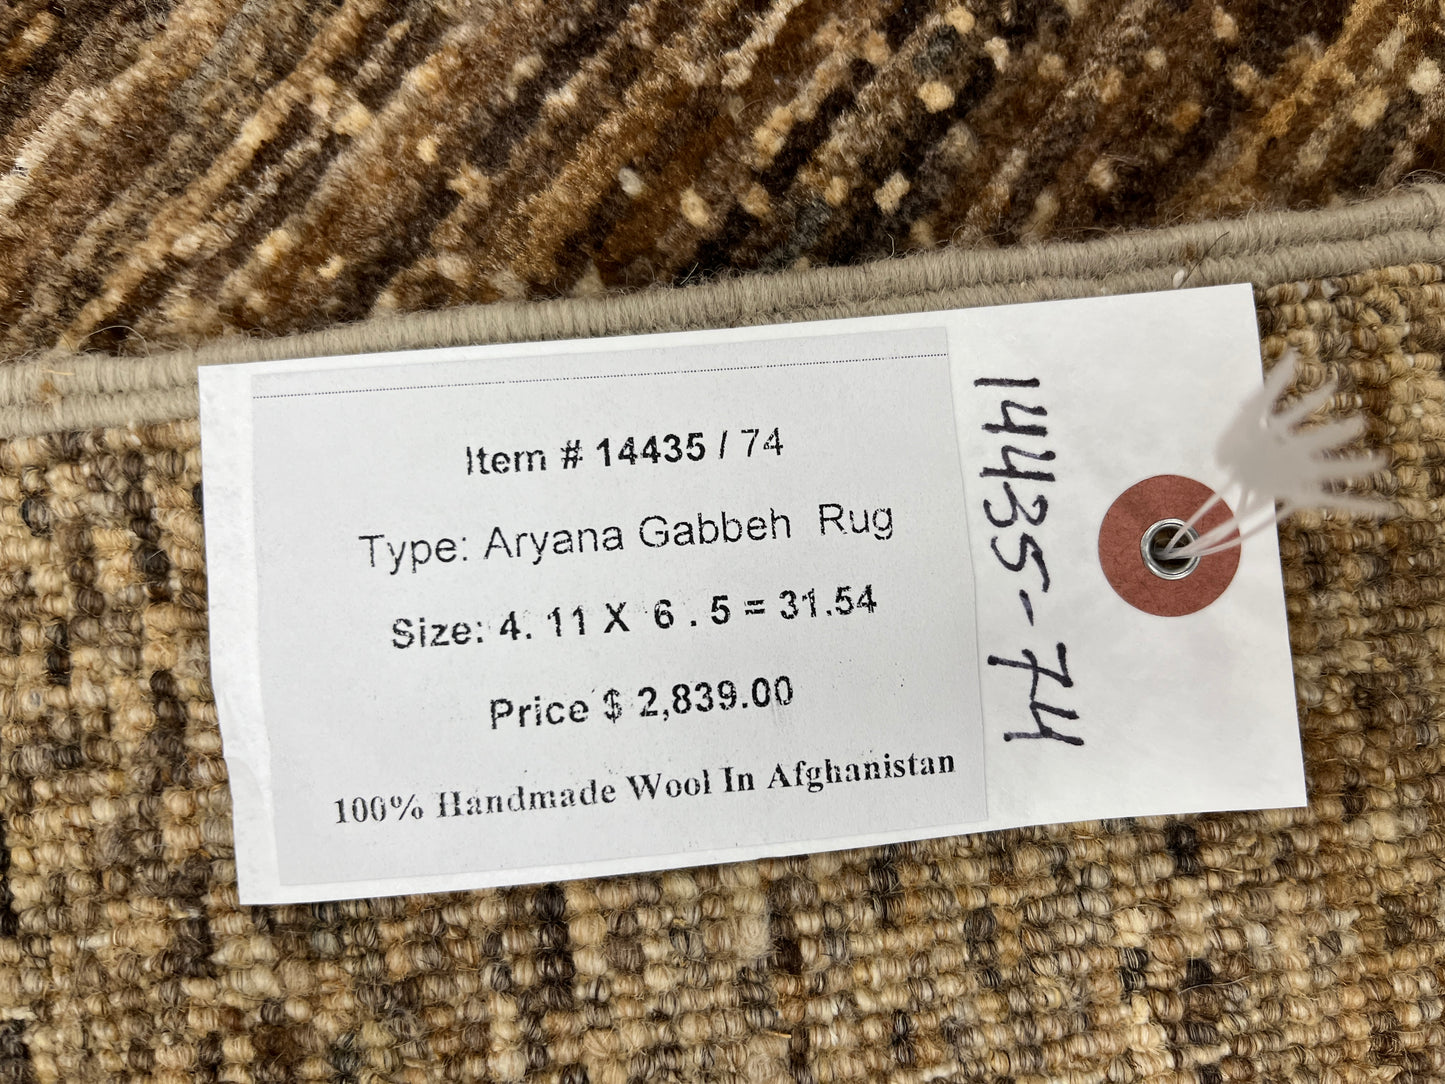 Item # 14435 / 74
Type: Aryana Gabbeh Rug
Size: 4. 11 X 6 . 5 = 31.54
Price $ 2,839.00
100% Handmade Wool In Afghanistan
14435-74